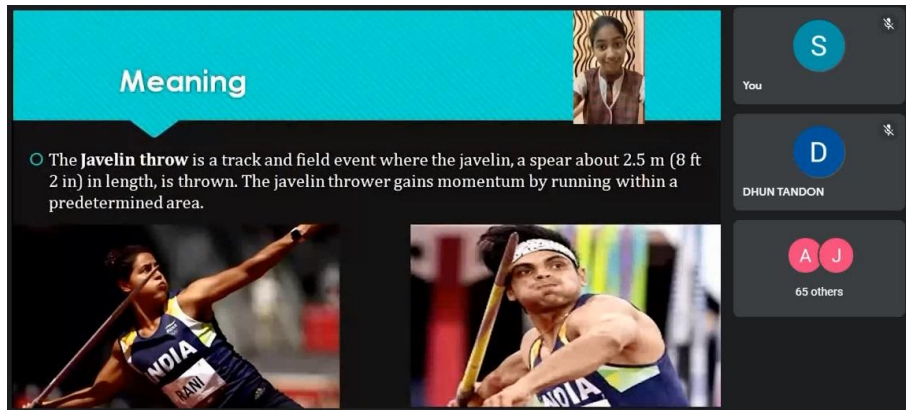 Meaning
The Javelin throw is a track and field event where the javelin, a spear about 2.5 m (8 ft
2 in) in length, is thrown. The javelin thrower gains momentum by running within a
predetermined area.
INDIA
RANI
INDIA
S
You
D
DHUN TANDON
A J
65 others